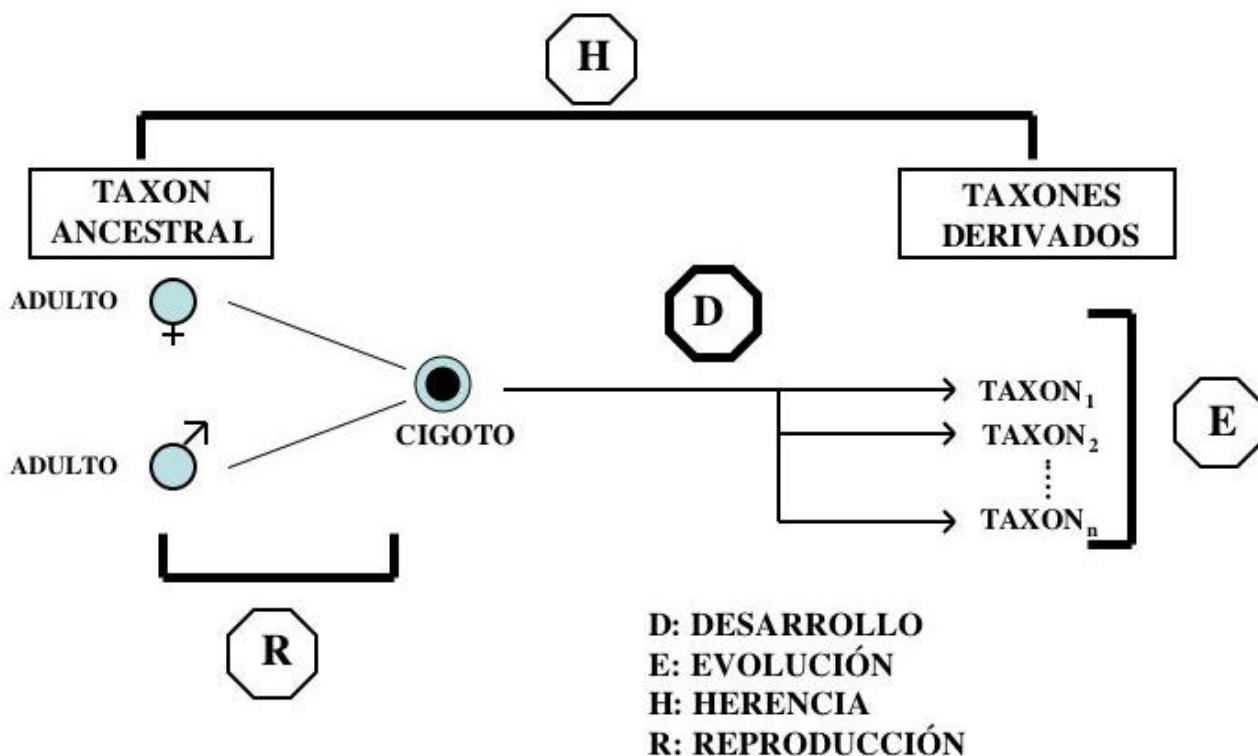 H
TAXON
ANCESTRAL
TAXONES
DERIVADOS
ADULTO
D
TAXON₁
CIGOTO
TAXON₂
E
ADULTO
TAXONₙ
R
D: DESARROLLO
E: EVOLUCIÓN
H: HERENCIA
R: REPRODUCCIÓN